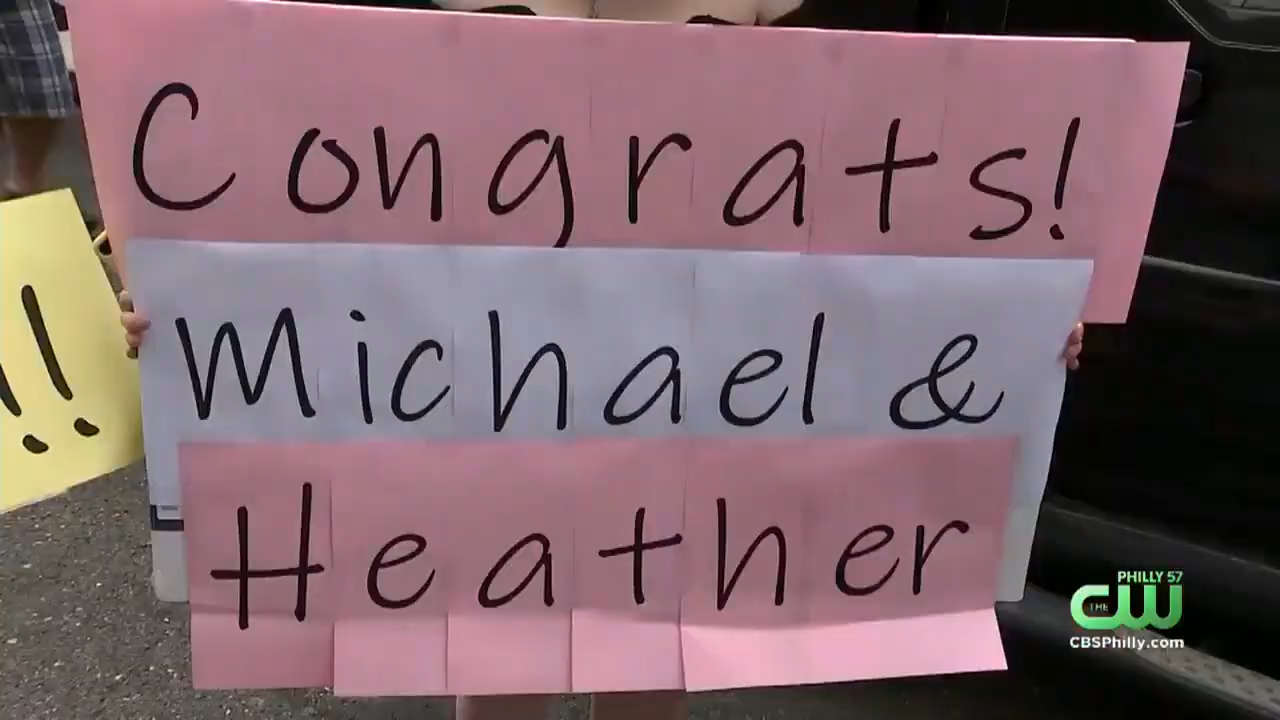 Congrats!
Michael &
Heather
!!
PHILLY 57
THE CW
CBSPhilly.com